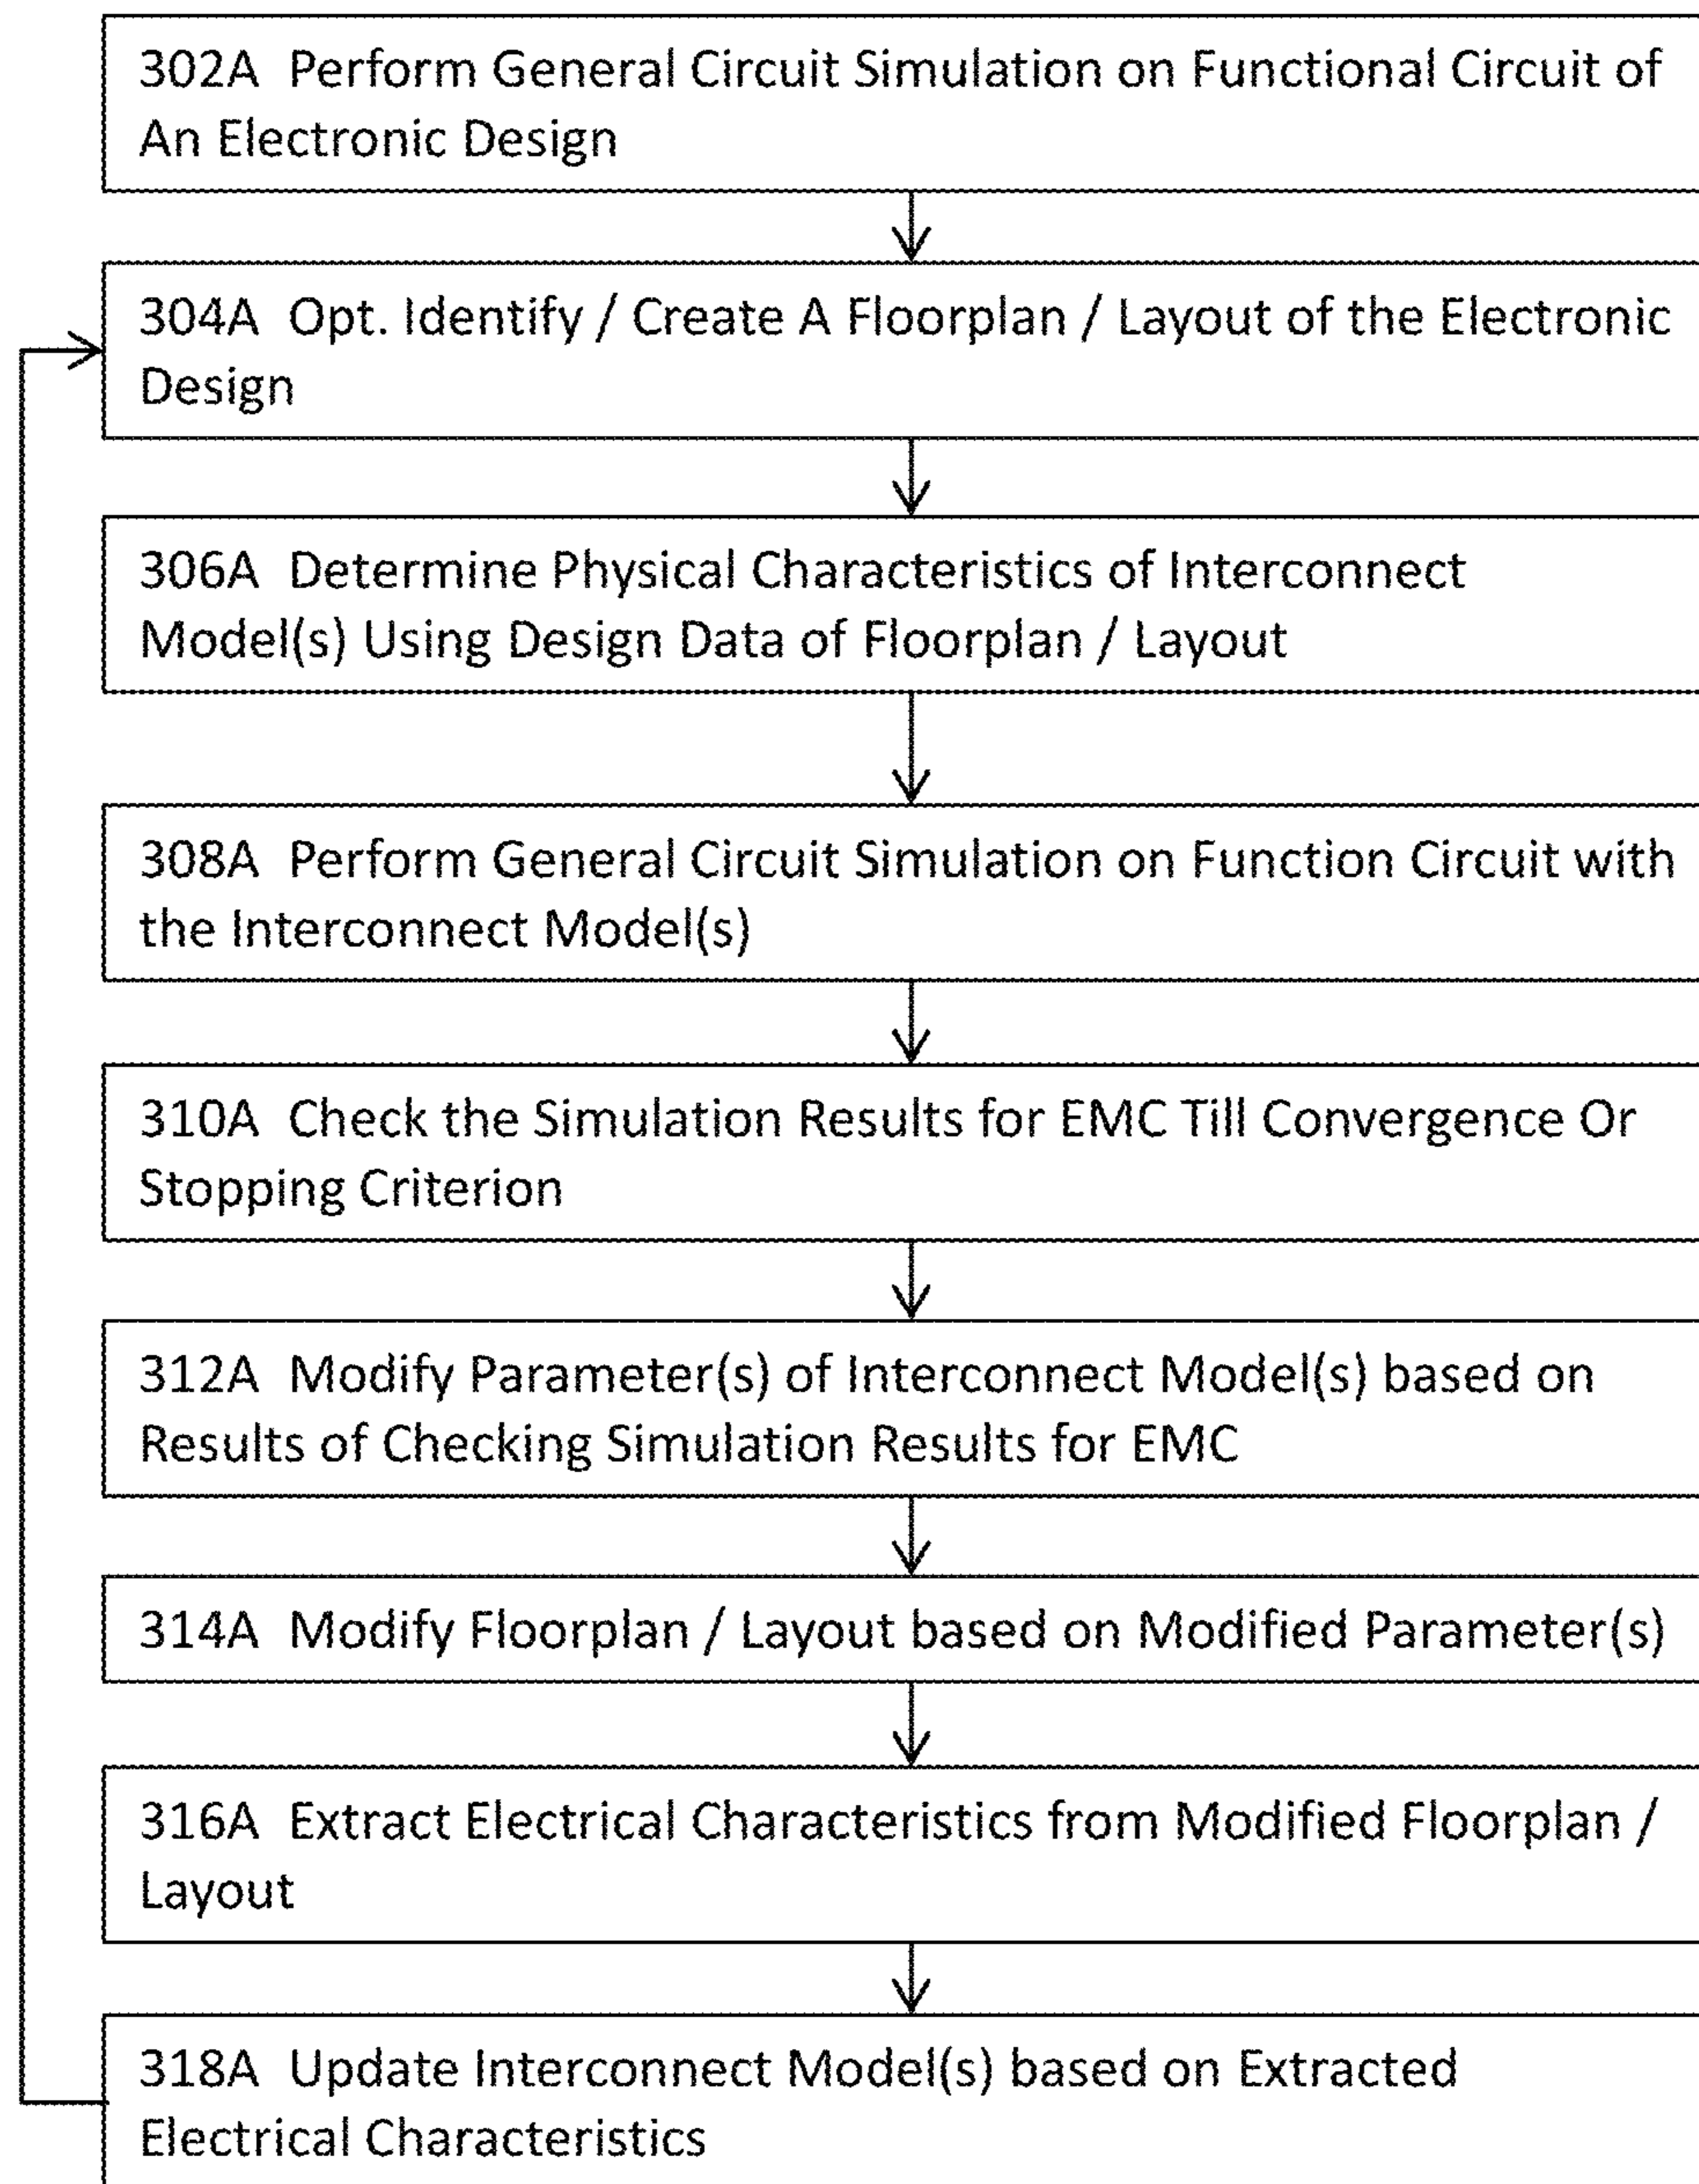 302A Perform General Circuit Simulation on Functional Circuit of
An Electronic Design
304A Opt. Identify / Create A Floorplan / Layout of the Electronic
Design
306A Determine Physical Characteristics of Interconnect
Model(s) Using Design Data of Floorplan / Layout
308A Perform General Circuit Simulation on Function Circuit with
the Interconnect Model(s)
310A Check the Simulation Results for EMC Till Convergence Or
Stopping Criterion
312A Modify Parameter(s) of Interconnect Model(s) based on
Results of Checking Simulation Results for EMC
314A Modify Floorplan / Layout based on Modified Parameter(s)
316A Extract Electrical Characteristics from Modified Floorplan /
Layout
318A Update Interconnect Model(s) based on Extracted
Electrical Characteristics